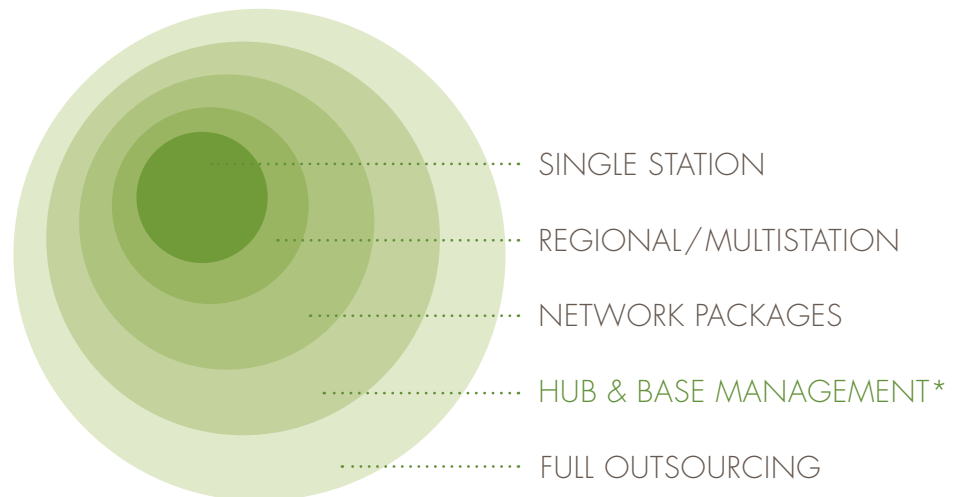 SINGLE STATION
REGIONAL/MULTISTATION
NETWORK PACKAGES
HUB & BASE MANAGEMENT*
FULL OUTSOURCING